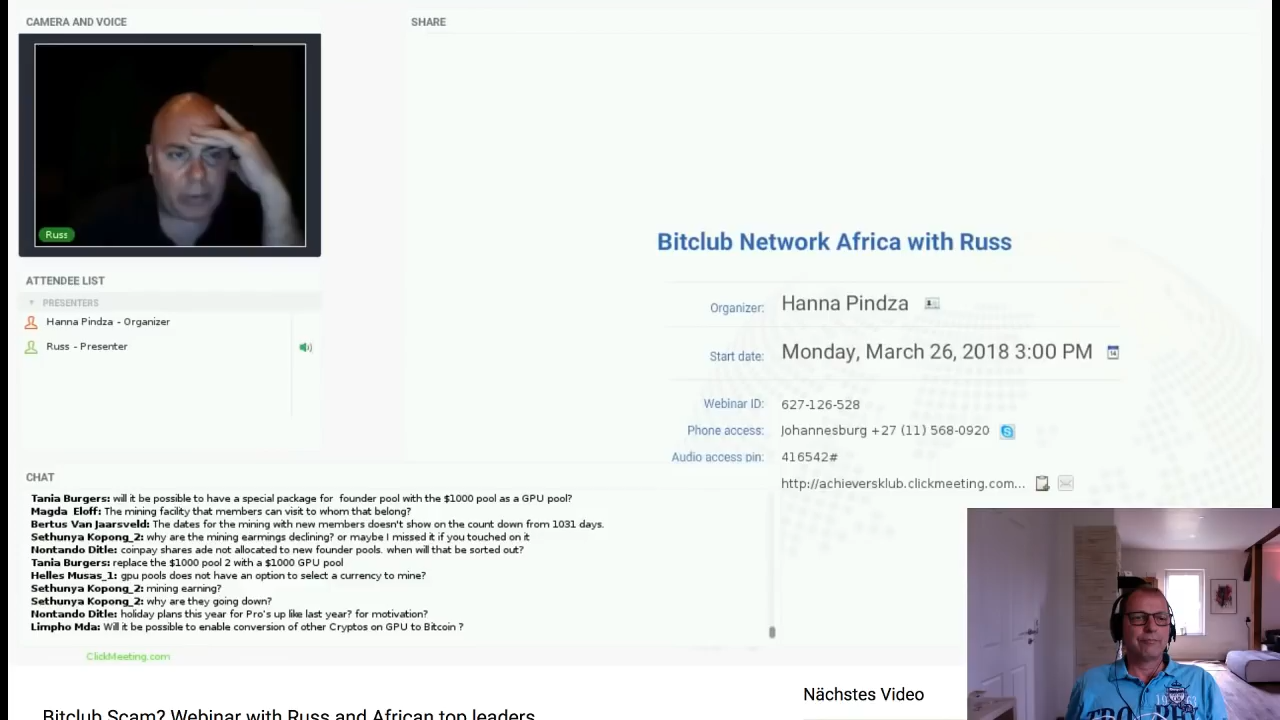 CAMERA AND VOICE
SHARE
Russ
Bitclub Network Africa with Russ
Organizer: Hanna Pindza
Start date: Monday, March 26, 2018 3:00 PM
Webinar ID: 627-126-528
Phone access: Johannesburg +27 (11) 568-0920
Audio access pin: 416542#
http://achieversklub.clickmeeting.com...
ATTENDEE LIST
PRESENTERS
Hanna Pindza - Organizer
Russ - Presenter
CHAT
Tania Burgers: will it be possible to have a special package for founder pool with the $1000 pool as a GPU pool?
Magda Eloff: The mining facility that members can visit to whom that belong?
Bertus Van Jaarsveld: The dates for the mining with new members doesn't show on the count down from 1031 days.
Sethunya Kopong_2: why are the mining earmings declining? or maybe I missed it if you touched on it
Nontando Ditle: coinpay shares ade not allocated to new founder pools. when will that be sorted out?
Tania Burgers: replace the $1000 pool 2 with a $1000 GPU pool
Helles Musas_1: gpu pools does not have an option to select a currency to mine?
Sethunya Kopong_2: mining earning?
Sethunya Kopong_2: why are they going down?
Nontando Ditle: holiday plans this year for Pro's up like last year? for motivation?
Limpho Mda: Will it be possible to enable conversion of other Cryptos on GPU to Bitcoin ?
ClickMeeting.com
Nächstes Video
Bitclub Scam? Webinar with Russ and African top leaders